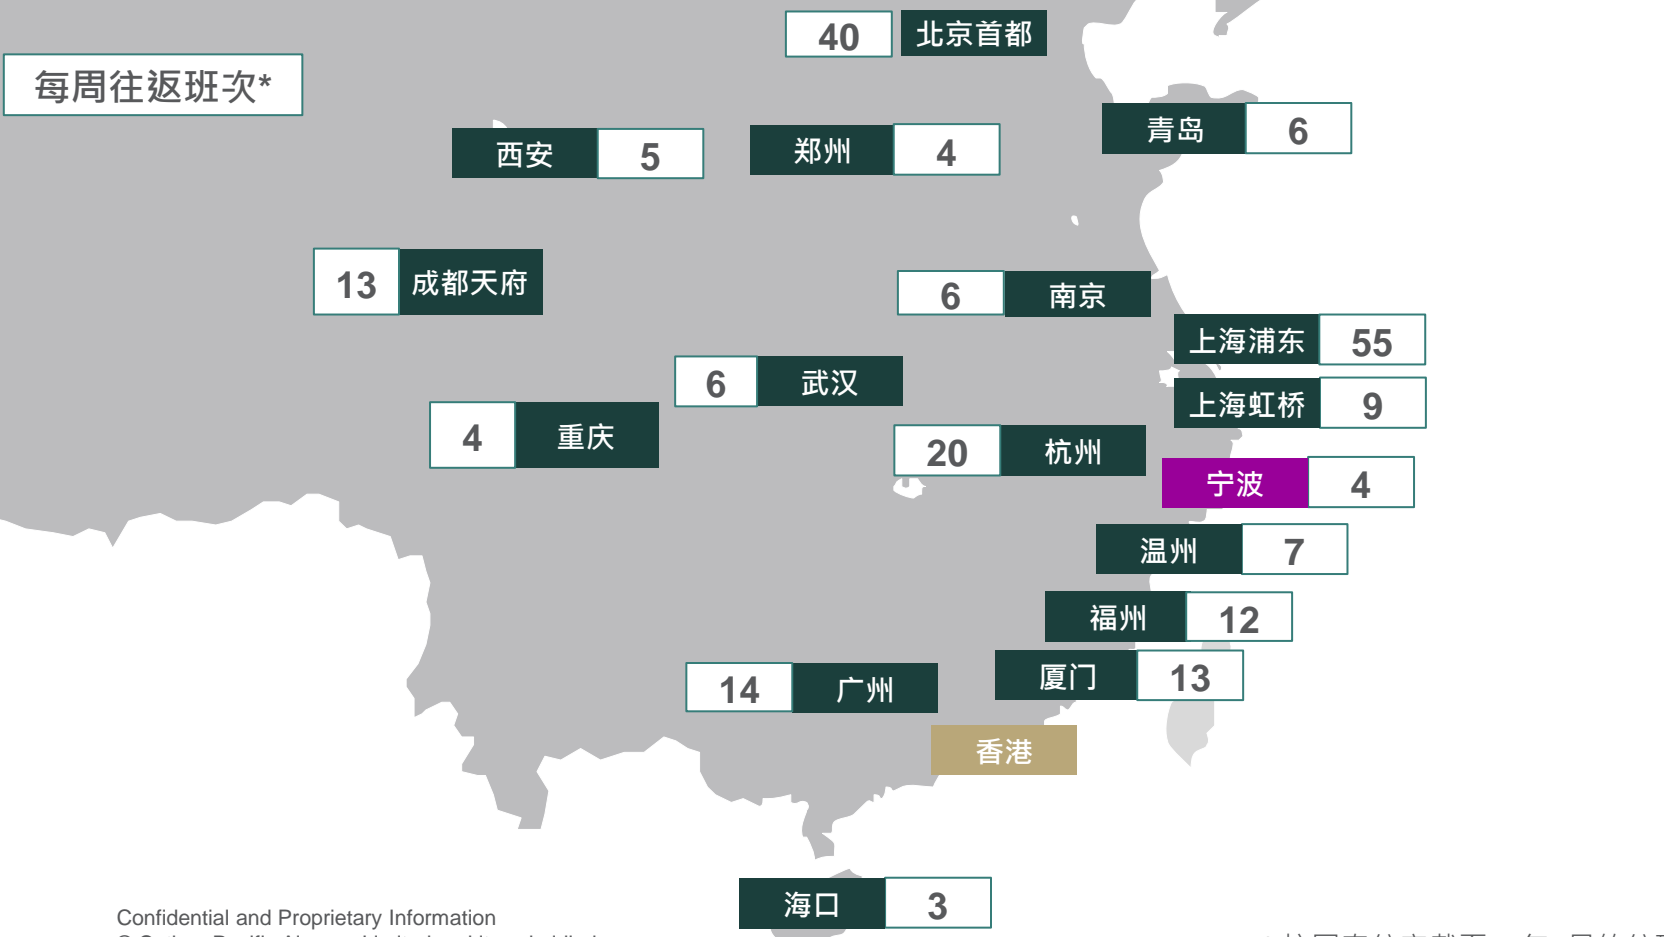 40 北京首都
每周往返班次*
青岛 6
西安 5
郑州 4
13 成都天府
6 南京
上海浦东 55
6 武汉
上海虹桥 9
4 重庆
20 杭州
宁波 4
温州 7
福州 12
厦门 13
14 广州
香港
海口 3
Confidential and Proprietary Information